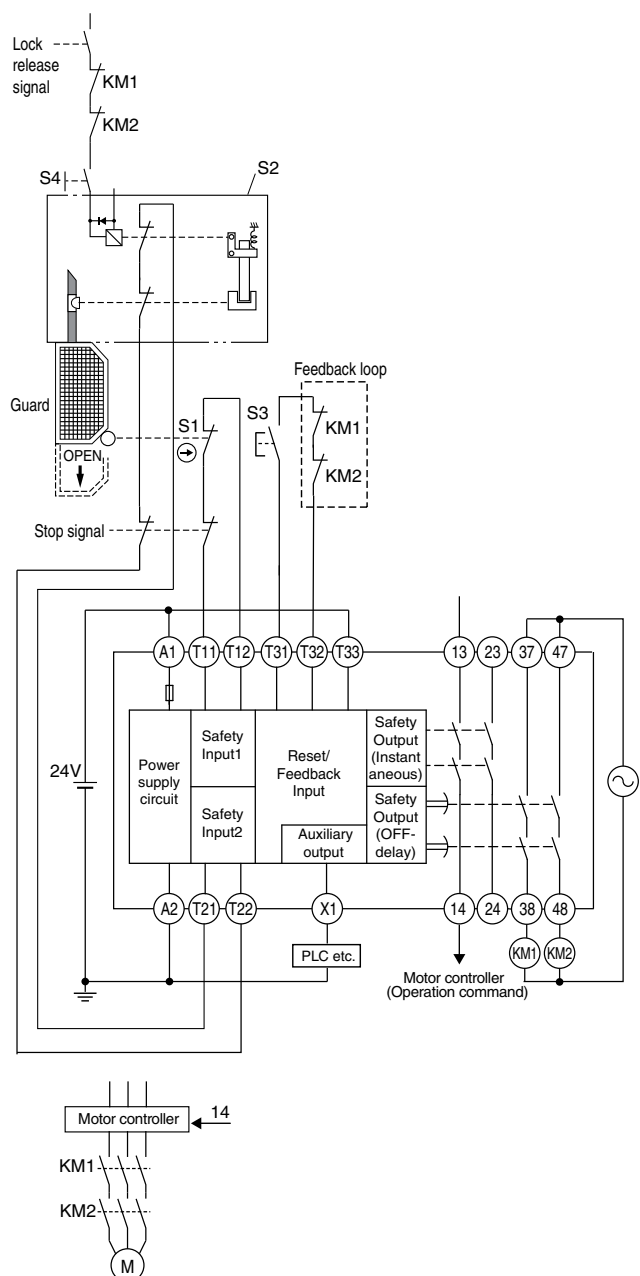 Lock
release
signal
KM1
KM2
S4
S2
Guard
OPEN
S1
S3
Feedback loop
KM1
KM2
Stop signal
A1
T11
T12
T31
T32
T33
13
23
37
47
24V
Power
supply
circuit
Safety
Input1
Safety
Input2
Reset/
Feedback
Input
Auxiliary
output
Safety
Output
(Instant
aneous)
Safety
Output
(OFF-
delay)
A2
T21
T22
X1
14
24
38
48
PLC etc.
KM1
KM2
Motor controller
(Operation command)
Motor controller
14
KM1
KM2
M